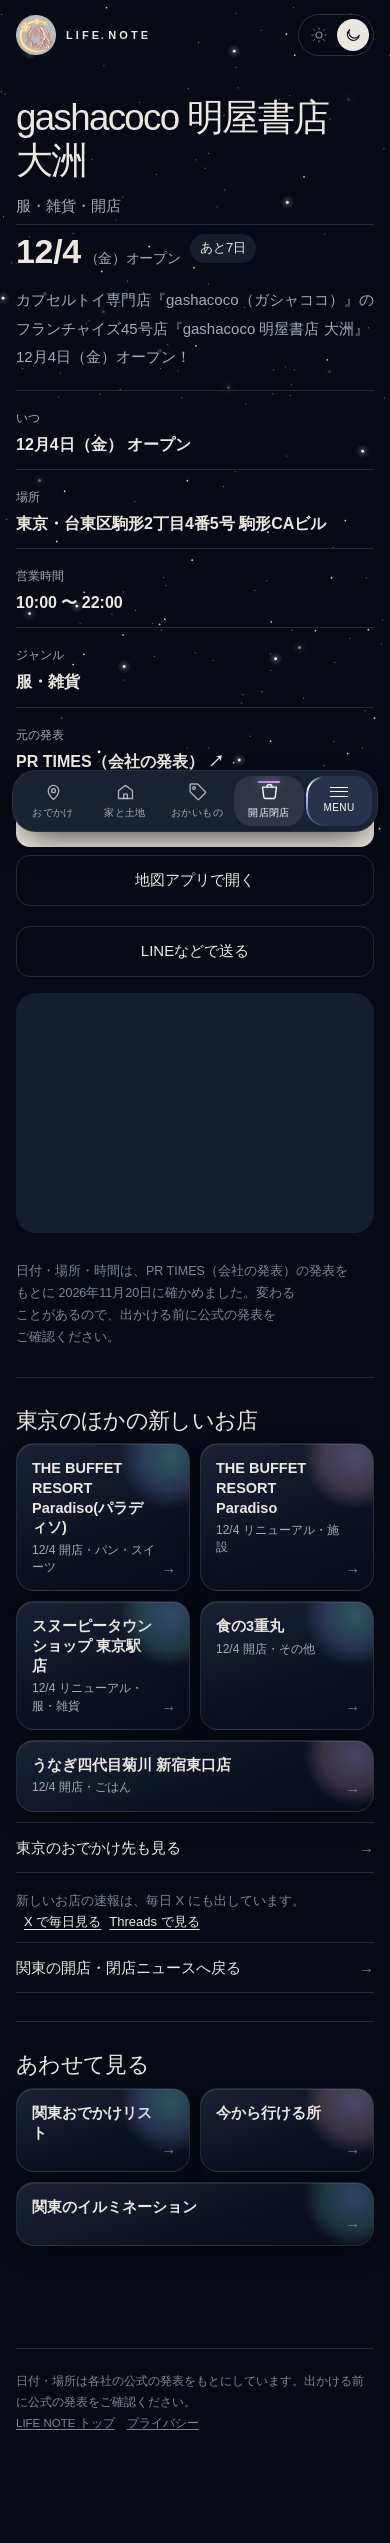 LIFE.NOTE
gashacoco 明屋書店
大洲
服・雑貨・開店
12/4 （金）オープン あと7日
カプセルトイ専門店『gashacoco（ガシャココ）』の
フランチャイズ45号店『gashacoco 明屋書店 大洲』
12月4日（金）オープン！
いつ
12月4日（金） オープン
場所
東京・台東区駒形2丁目4番5号 駒形CAビル
営業時間
10:00 〜 22:00
ジャンル
服・雑貨
元の発表
PR TIMES（会社の発表） ↗
おでかけ
家と土地
おかいもの
開店閉店
MENU
地図アプリで開く
LINEなどで送る
日付・場所・時間は、PR TIMES（会社の発表）の発表を
もとに 2026年11月20日に確かめました。変わる
ことがあるので、出かける前に公式の発表を
ご確認ください。
東京のほかの新しいお店
THE BUFFET
RESORT
Paradiso(パラデ
ィソ)
12/4 開店・パン・スイ
ーツ
→
THE BUFFET
RESORT
Paradiso
12/4 リニューアル・施
設
→
スヌーピータウン
ショップ 東京駅
店
12/4 リニューアル・
服・雑貨
→
食の3重丸
12/4 開店・その他
→
うなぎ四代目菊川 新宿東口店
12/4 開店・ごはん
→
東京のおでかけ先も見る →
新しいお店の速報は、毎日 X にも出しています。
X で毎日見る Threads で見る
関東の開店・閉店ニュースへ戻る →
あわせて見る
関東おでかけリス
ト
→
今から行ける所
→
関東のイルミネーション
→
日付・場所は各社の公式の発表をもとにしています。出かける前
に公式の発表をご確認ください。
LIFE NOTE トップ プライバシー